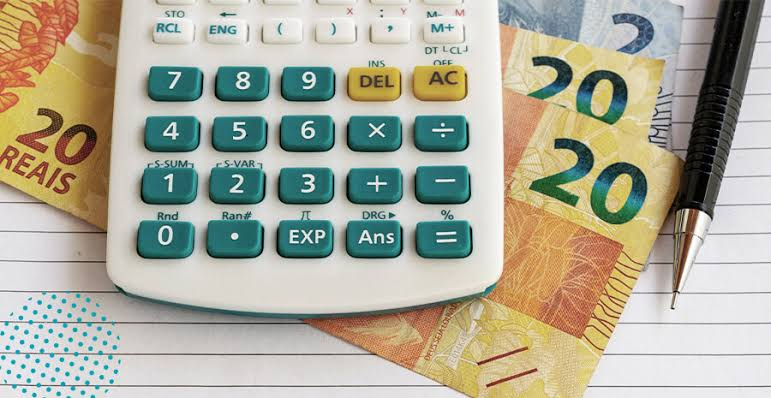 STO ← X ; Y M- M
RCL ENG ( ) , M+
DT CL
INS OFF
7 8 9 DEL AC
4 5 6 × ÷
S-SUM S-VAR
1 2 3 + −
Rnd Ran# π DRG► %
0 • EXP Ans =
20
REAIS
2
20
20